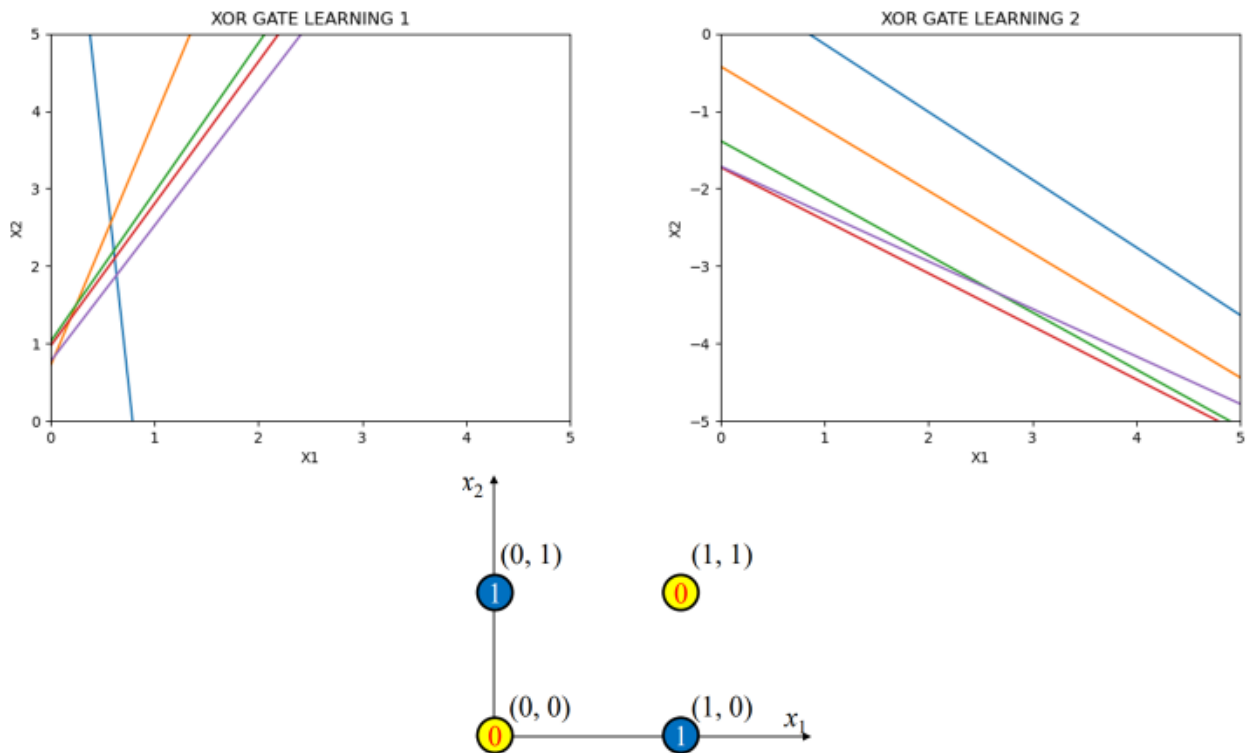 XOR GATE LEARNING 1
5
4
3
2
1
0
X2
0 1 2 3 4 5
X1
XOR GATE LEARNING 2
0
−1
−2
−3
−4
−5
X2
0 1 2 3 4 5
X1
x2
(0, 1) (1, 1)
1 0
(0, 0) (1, 0) x1
0 1